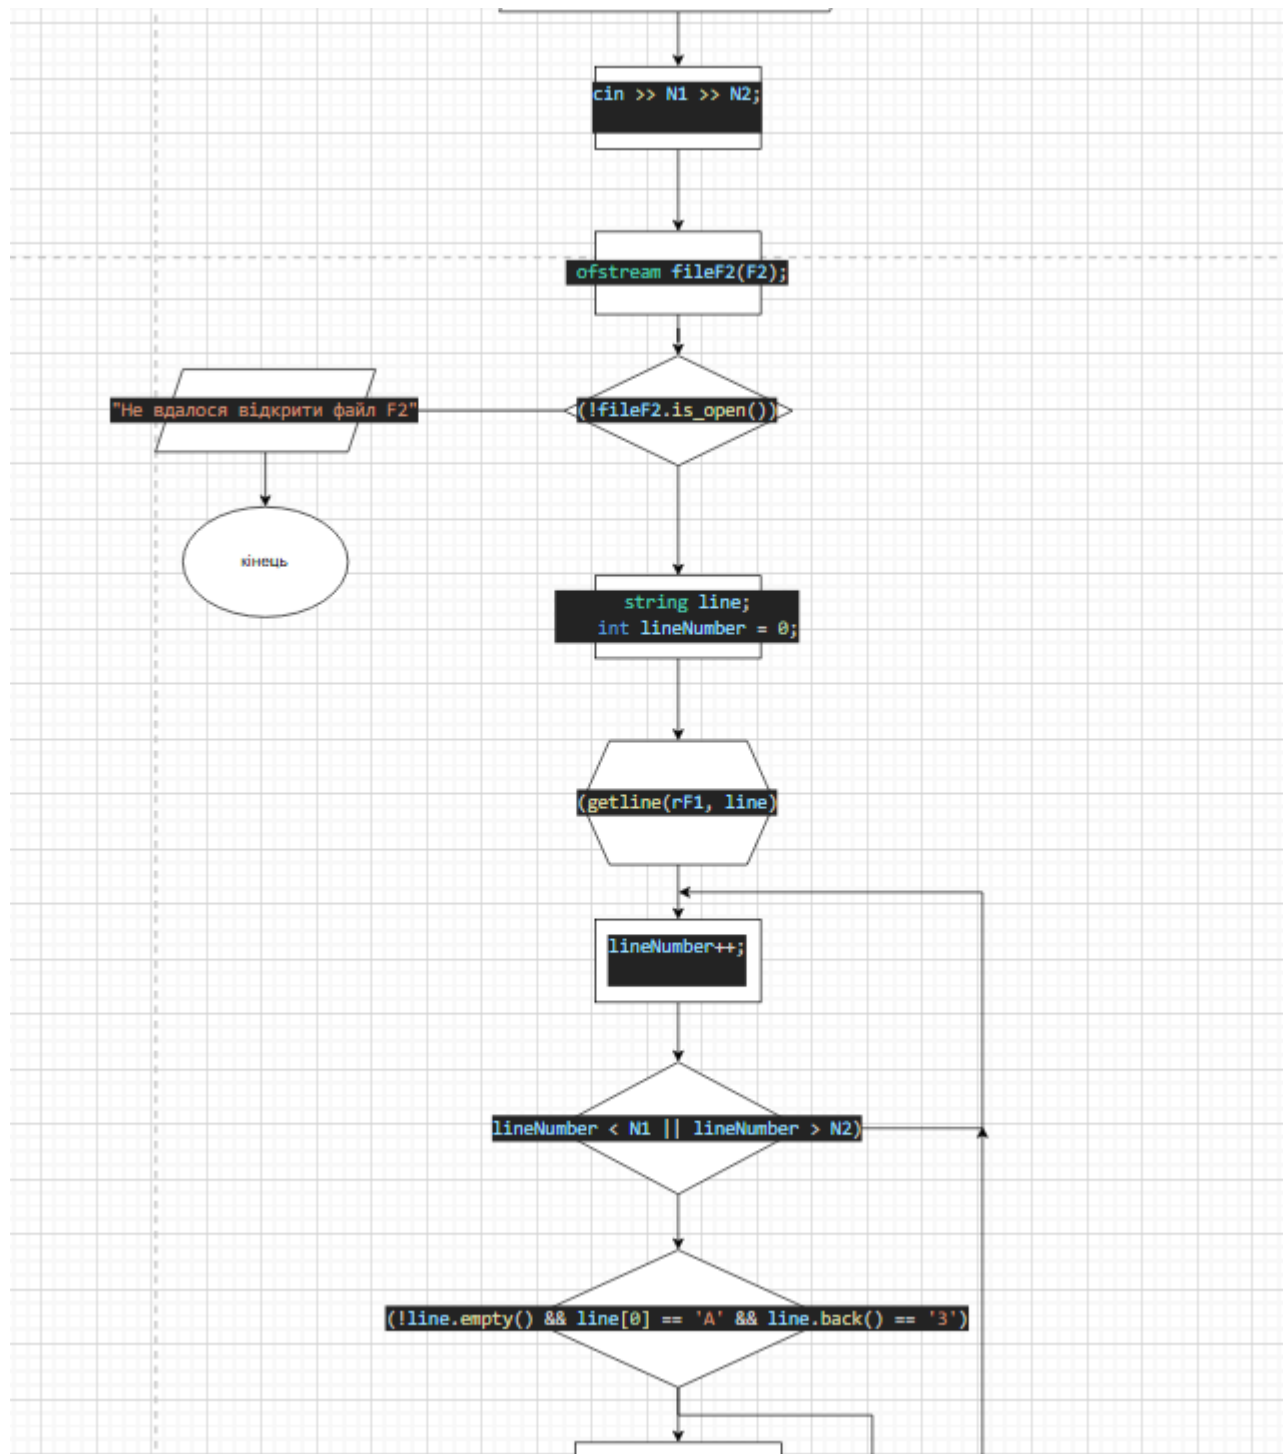 cin >> N1 >> N2;
ofstream fileF2(F2);
(!fileF2.is_open())
"Не вдалося відкрити файл F2"
кінець
string line;
int lineNumber = 0;
(getline(rF1, line)
lineNumber++;
lineNumber < N1 || lineNumber > N2)
(!line.empty() && line[0] == 'A' && line.back() == '3')